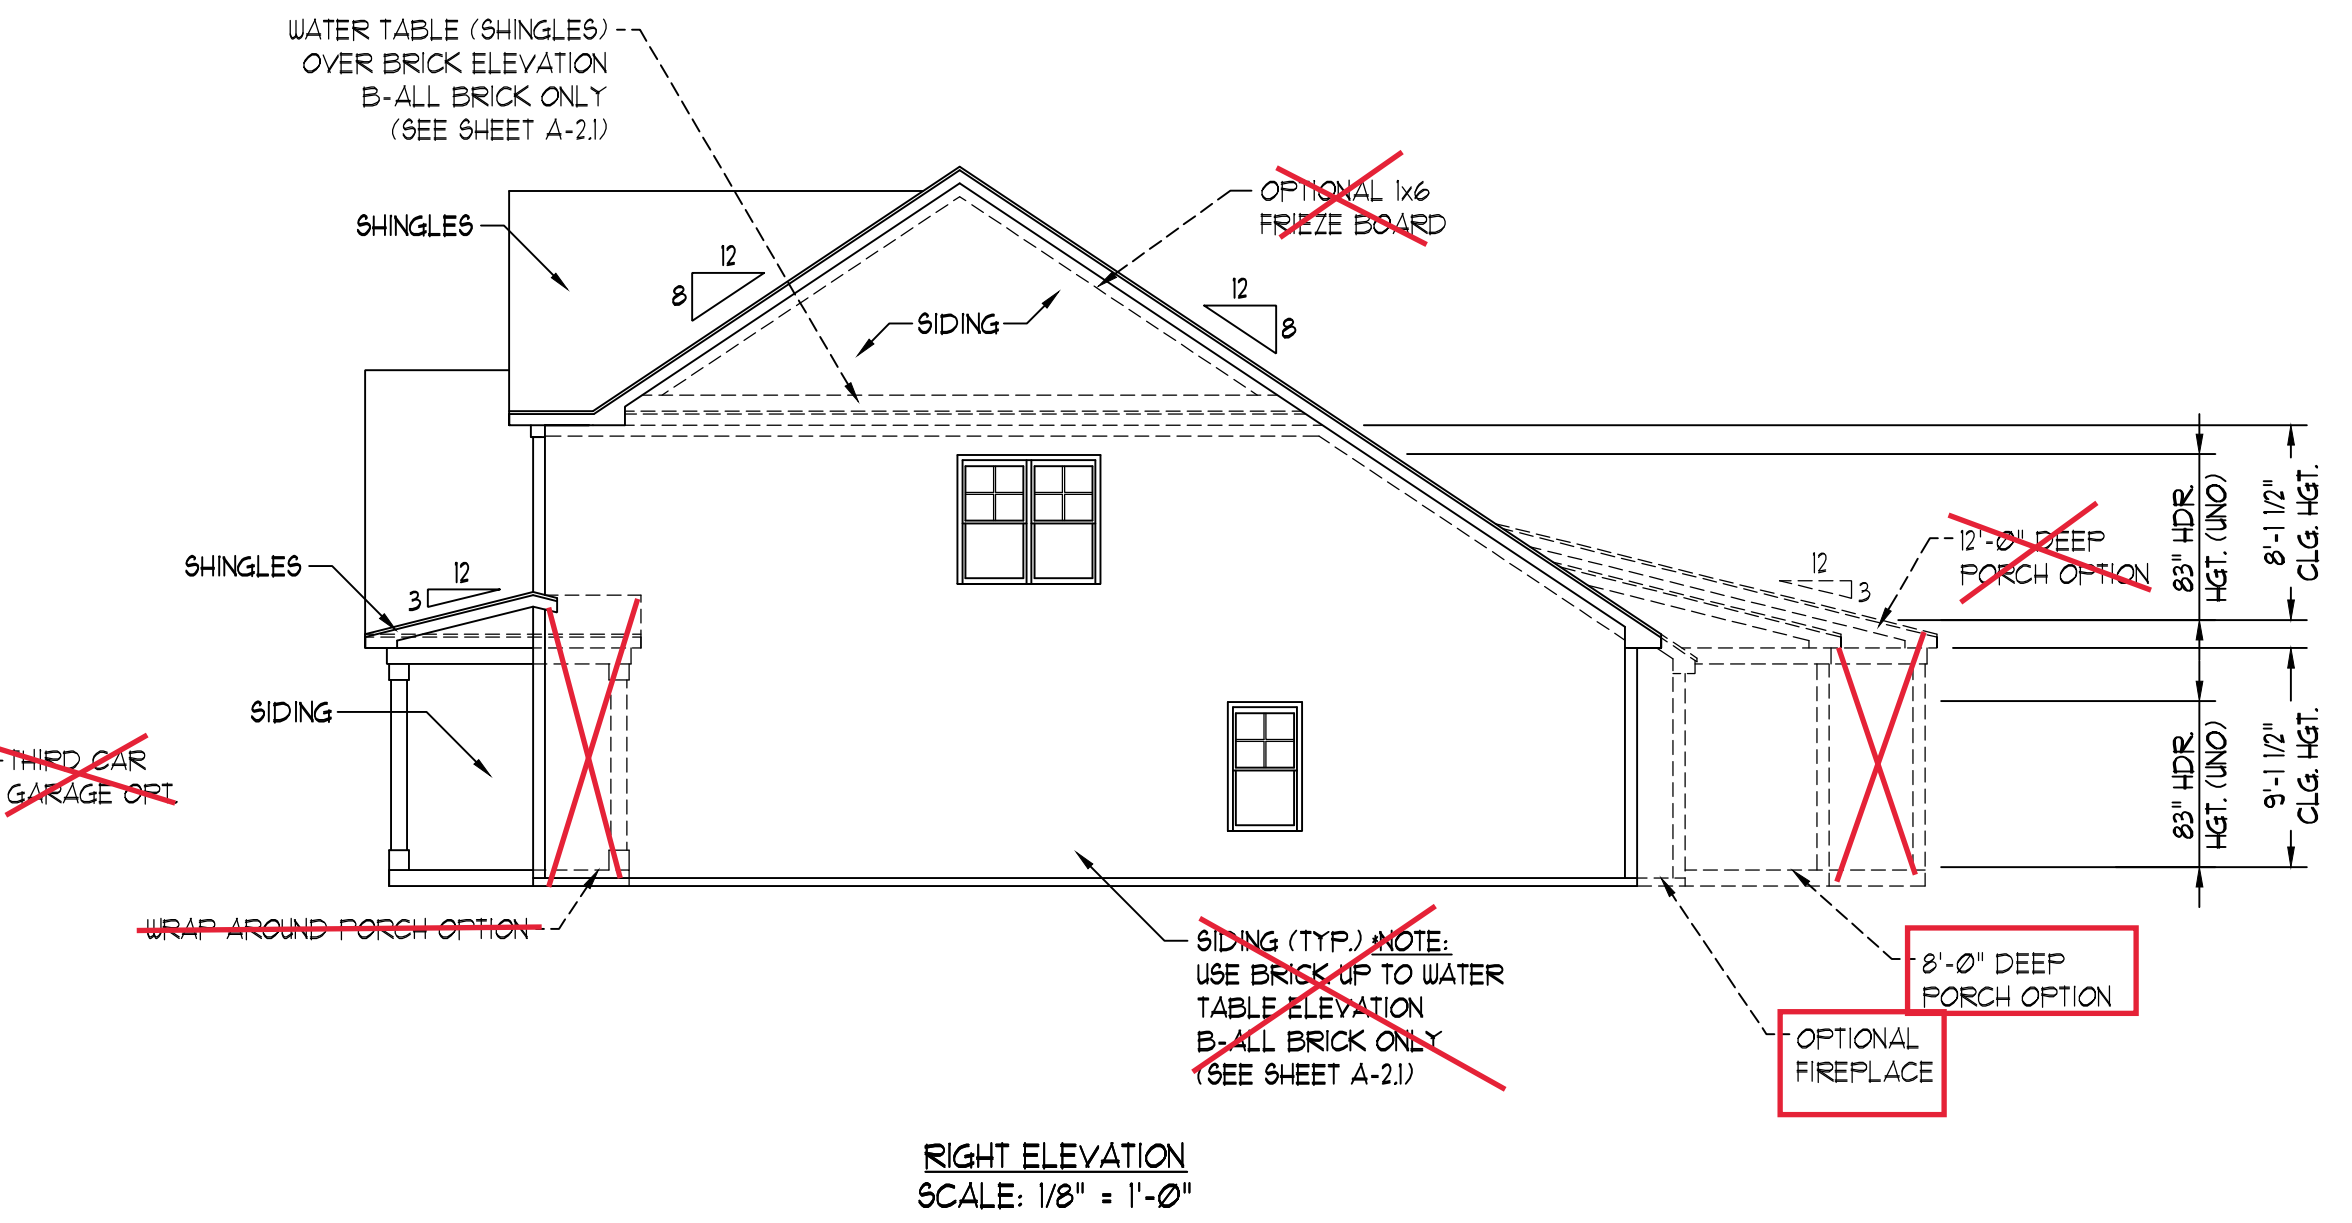 WATER TABLE (SHINGLES)
OVER BRICK ELEVATION
B-ALL BRICK ONLY
(SEE SHEET A-2.1)
OPTIONAL 1x6
FRIEZE BOARD
SHINGLES
12
8
12
8
SIDING
83" HDR.
HGT. (UNO)
8'-1 1/2"
CLG. HGT.
12'-Ø" DEEP
PORCH OPTION
12
3
SHINGLES
12
3
SIDING
THIRD CAR
GARAGE OPT.
83" HDR.
HGT. (UNO)
9'-1 1/2"
CLG. HGT.
WRAP AROUND PORCH OPTION
SIDING (TYP.) *NOTE:
USE BRICK UP TO WATER
TABLE ELEVATION
B-ALL BRICK ONLY
(SEE SHEET A-2.1)
8'-Ø" DEEP
PORCH OPTION
OPTIONAL
FIREPLACE
RIGHT ELEVATION
SCALE: 1/8" = 1'-Ø"